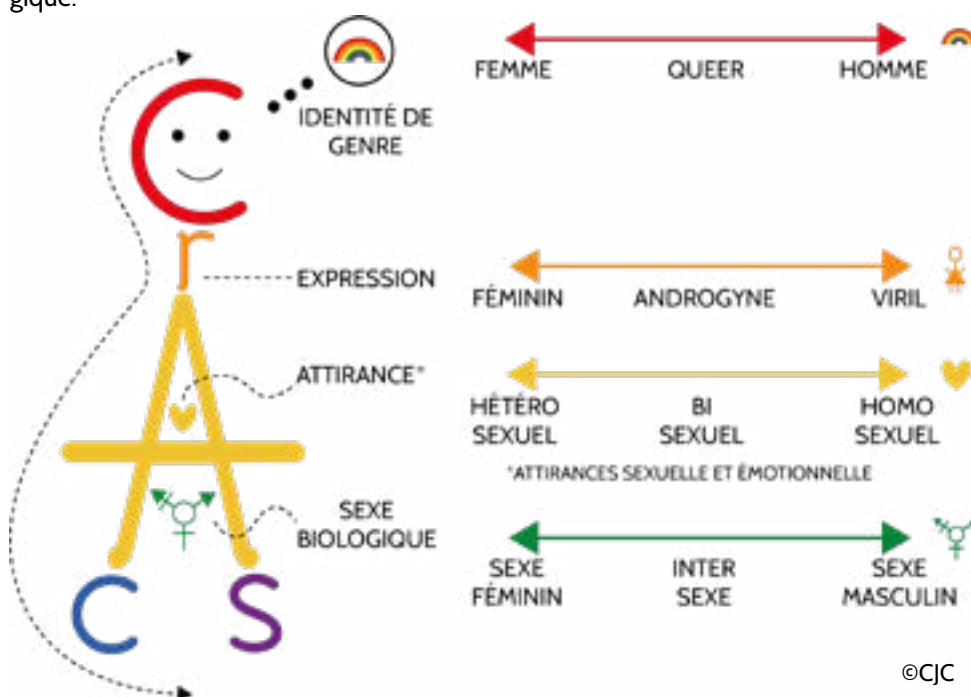 gique.
IDENTITÉ DE
GENRE
FEMME QUEER HOMME
EXPRESSION
FÉMININ ANDROGYNE VIRIL
ATTIRANCE*
HÉTÉRO BI HOMO
SEXUEL SEXUEL SEXUEL
*ATTIRANCES SEXUELLE ET ÉMOTIONNELLE
SEXE
BIOLOGIQUE
SEXE INTER SEXE
FÉMININ SEXE MASCULIN
C
r
A
C S
©CJC